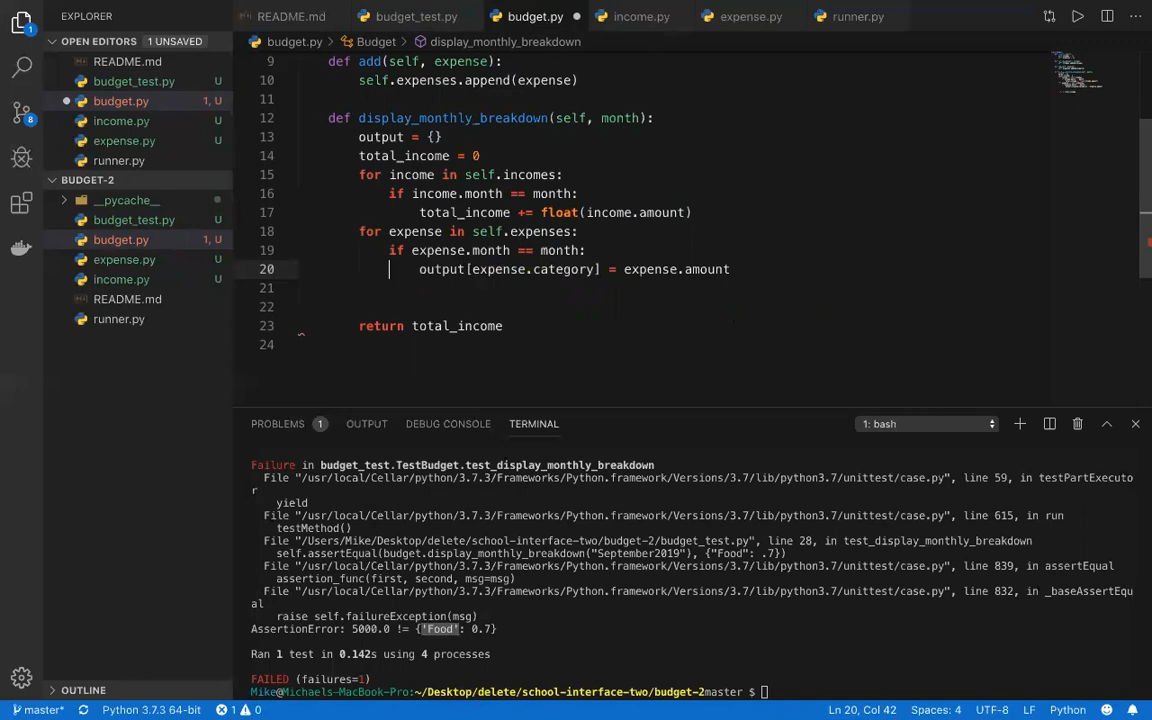 EXPLORER
README.md budget_test.py budget.py income.py expense.py runner.py
OPEN EDITORS 1 UNSAVED
budget.py > Budget > display_monthly_breakdown
README.md
budget_test.py U
budget.py 1, U
income.py U
expense.py U
runner.py
BUDGET-2
__pycache__
budget_test.py U
budget.py 1, U
expense.py U
income.py U
README.md
runner.py
OUTLINE
1
8
9 def add(self, expense):
10 self.expenses.append(expense)
11
12 def display_monthly_breakdown(self, month):
13 output = {}
14 total_income = 0
15 for income in self.incomes:
16 if income.month == month:
17 total_income += float(income.amount)
18 for expense in self.expenses:
19 if expense.month == month:
20 output[expense.category] = expense.amount
21
22
23 return total_income
24
PROBLEMS 1 OUTPUT DEBUG CONSOLE TERMINAL 1: bash
Failure in budget_test.TestBudget.test_display_monthly_breakdown
File "/usr/local/Cellar/python/3.7.3/Frameworks/Python.framework/Versions/3.7/lib/python3.7/unittest/case.py", line 59, in testPartExecuto
r
yield
File "/usr/local/Cellar/python/3.7.3/Frameworks/Python.framework/Versions/3.7/lib/python3.7/unittest/case.py", line 615, in run
testMethod()
File "/Users/Mike/Desktop/delete/school-interface-two/budget-2/budget_test.py", line 28, in test_display_monthly_breakdown
self.assertEqual(budget.display_monthly_breakdown("September2019"), {"Food": .7})
File "/usr/local/Cellar/python/3.7.3/Frameworks/Python.framework/Versions/3.7/lib/python3.7/unittest/case.py", line 839, in assertEqual
assertion_func(first, second, msg=msg)
File "/usr/local/Cellar/python/3.7.3/Frameworks/Python.framework/Versions/3.7/lib/python3.7/unittest/case.py", line 832, in _baseAssertEqu
al
raise self.failureException(msg)
AssertionError: 5000.0 != {'Food': 0.7}
Ran 1 test in 0.142s using 4 processes
FAILED (failures=1)
Mike@Michaels-MacBook-Pro:~/Desktop/delete/school-interface-two/budget-2master $
master* Python 3.7.3 64-bit 1 0 Ln 20, Col 42 Spaces: 4 UTF-8 LF Python